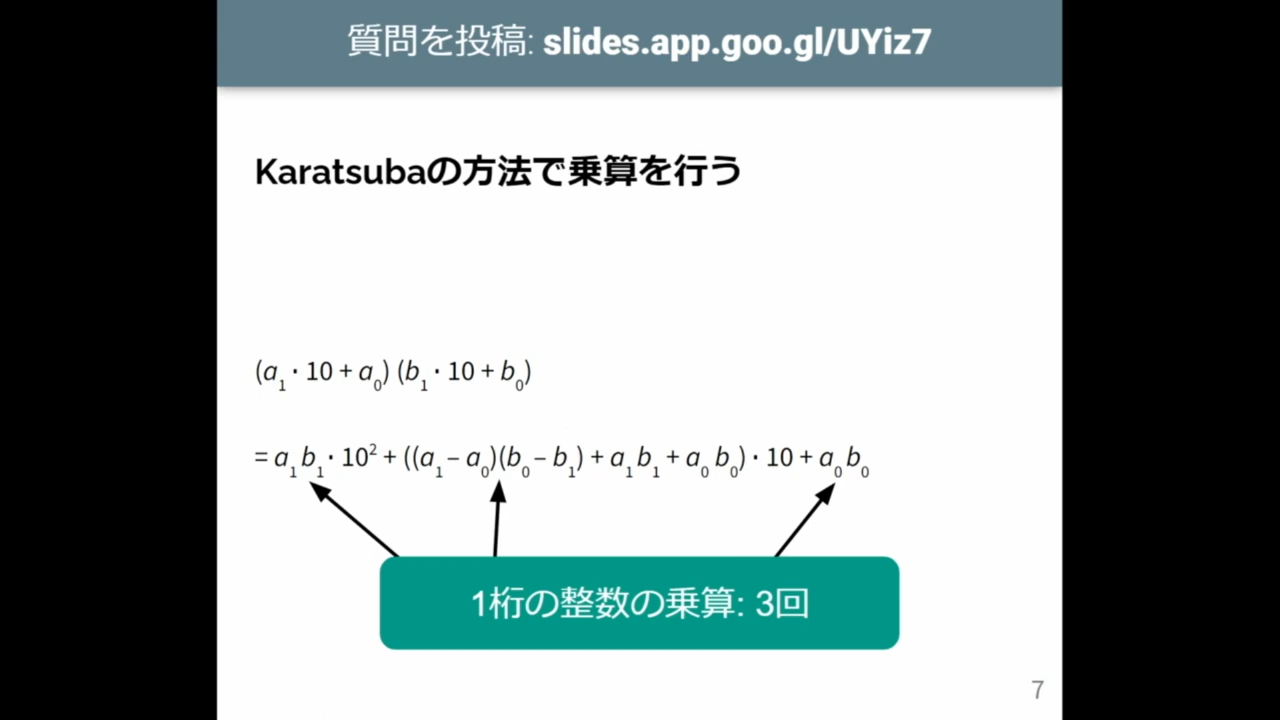 質問を投稿: slides.app.goo.gl/UYiz7
Karatsubaの方法で乗算を行う
(a₁ · 10 + a₀) (b₁ · 10 + b₀)
= a₁b₁ · 10² + ((a₁ – a₀)(b₀ – b₁) + a₁b₁ + a₀ b₀) · 10 + a₀b₀
1桁の整数の乗算: 3回
7